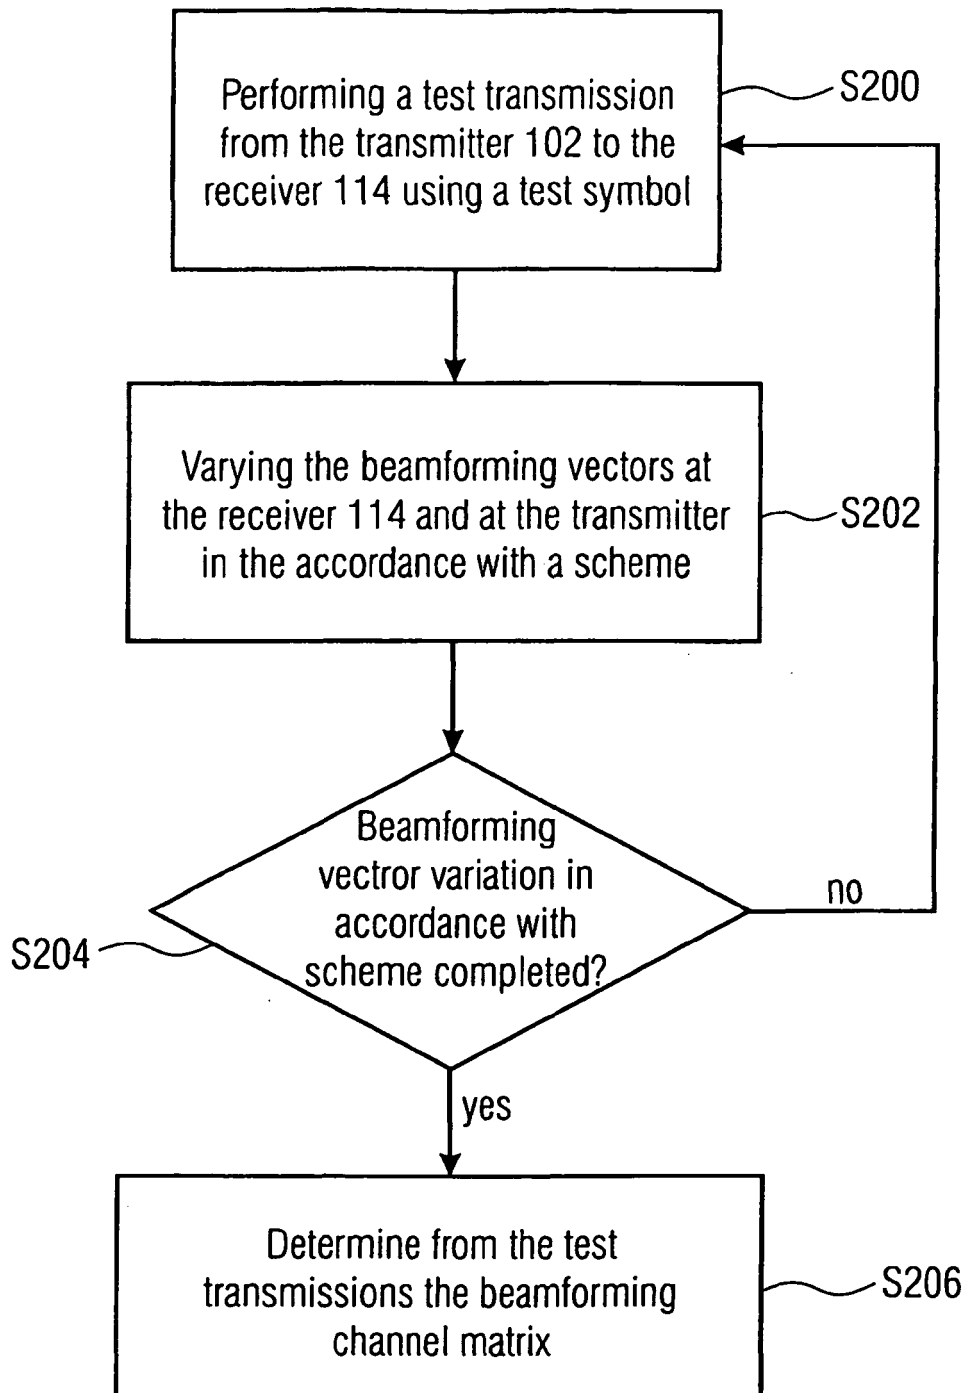 Performing a test transmission
from the transmitter 102 to the
receiver 114 using a test symbol
S200
Varying the beamforming vectors at
the receiver 114 and at the transmitter
in the accordance with a scheme
S202
Beamforming
vectror variation in
accordance with
scheme completed?
no
S204
yes
Determine from the test
transmissions the beamforming
channel matrix
S206